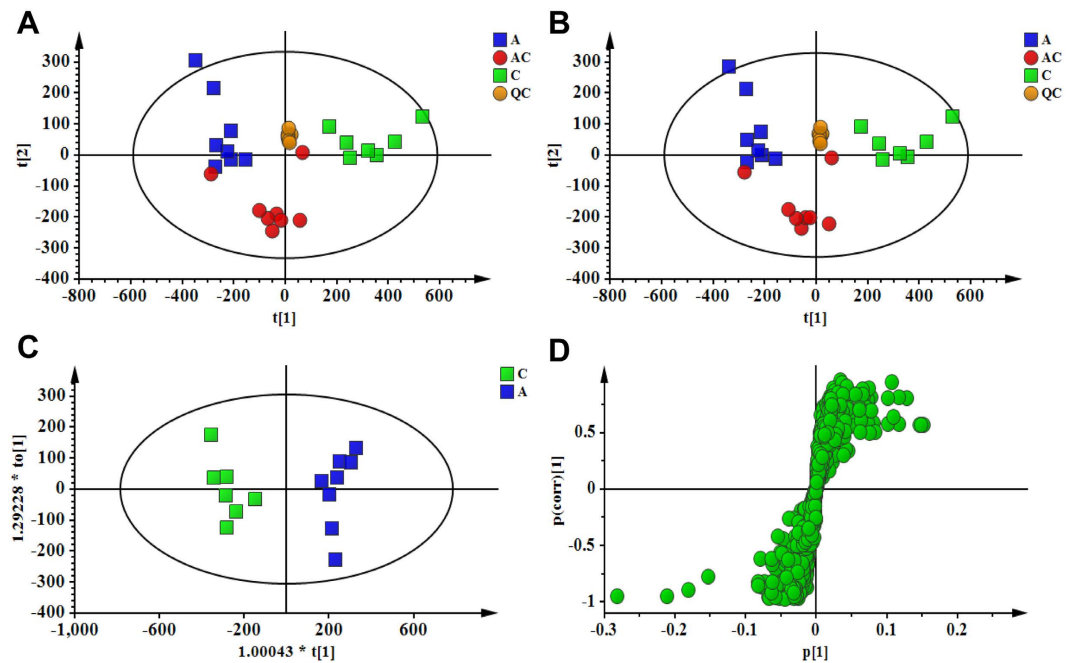 A
B
A
AC
C
QC
A
AC
C
QC
t[2]
300
200
100
0
-100
-200
-300
-400
-800
-600
-400
-200
0
200
400
600
t[1]
t[2]
300
200
100
0
-100
-200
-300
-400
-800
-600
-400
-200
0
200
400
600
t[1]
C
D
C
A
1.29228 * to[1]
300
200
100
0
-100
-200
-300
-400
-1,000
-600
-200
200
600
1.00043 * t[1]
p(corr)[1]
0.5
0
-0.5
-1
-0.3
-0.2
-0.1
0
0.1
0.2
p[1]